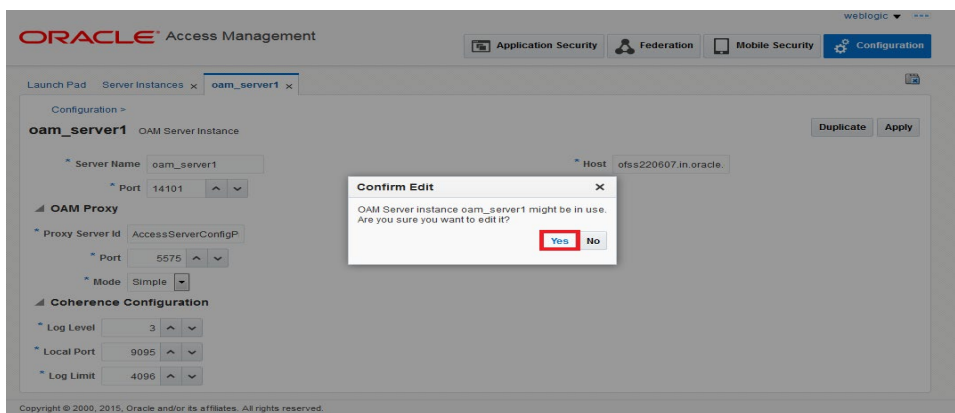 weblogic
ORACLE Access Management
Application Security
Federation
Mobile Security
Configuration
Launch Pad
Server Instances x
oam_server1 x
Configuration >
oam_server1 OAM Server Instance
Duplicate
Apply
* Server Name oam_server1
* Host ofss220607.in.oracle.
* Port 14101
OAM Proxy
* Proxy Server Id AccessServerConfigP
* Port 5575
* Mode Simple
Coherence Configuration
* Log Level 3
* Local Port 9095
* Log Limit 4096
Confirm Edit
OAM Server instance oam_server1 might be in use.
Are you sure you want to edit it?
Yes
No
Copyright © 2000, 2015, Oracle and/or its affiliates. All rights reserved.